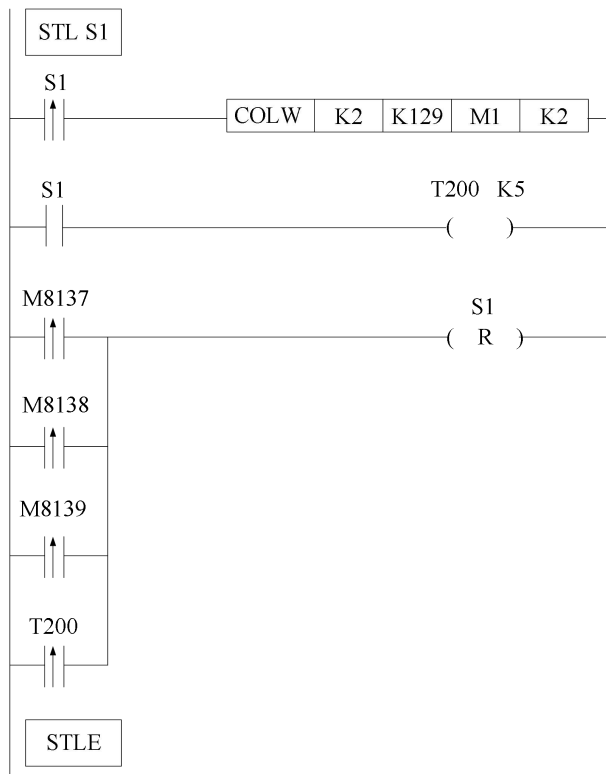 STL S1
S1
COLW K2 K129 M1 K2
S1
T200 K5
( )
M8137
S1
( R )
M8138
M8139
T200
STLE